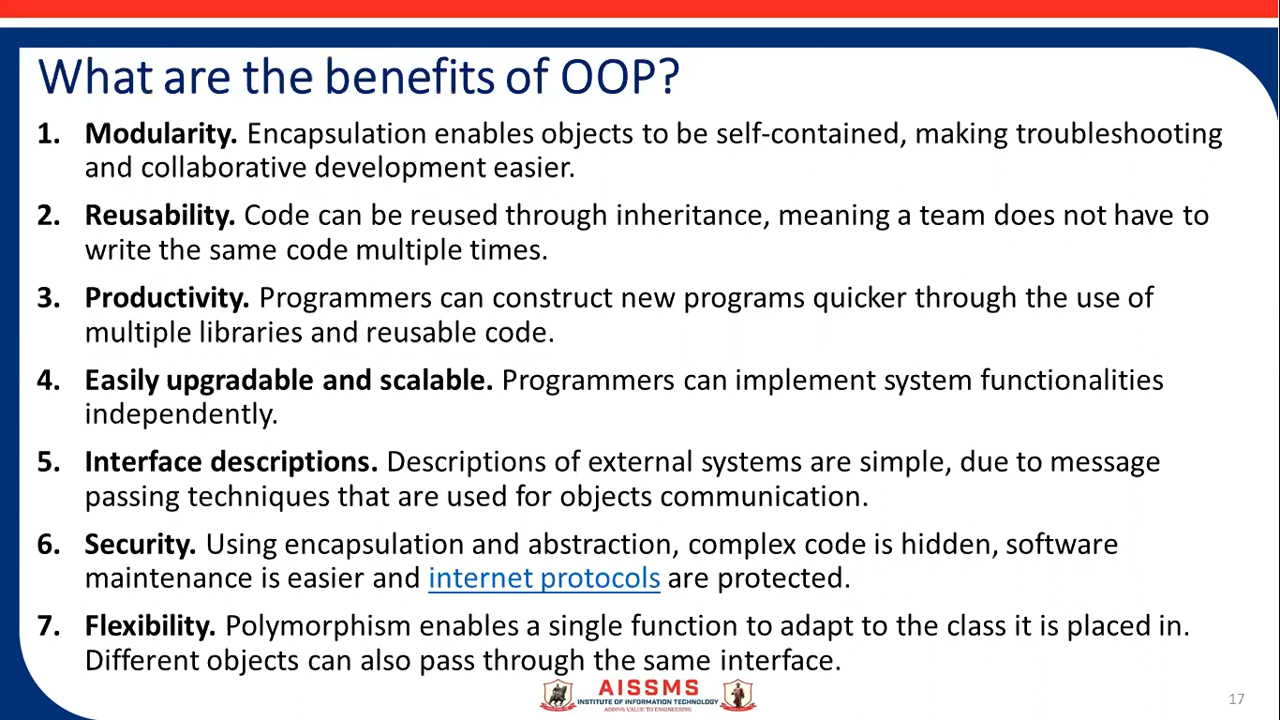 What are the benefits of OOP?
1. Modularity. Encapsulation enables objects to be self-contained, making troubleshooting
and collaborative development easier.
2. Reusability. Code can be reused through inheritance, meaning a team does not have to
write the same code multiple times.
3. Productivity. Programmers can construct new programs quicker through the use of
multiple libraries and reusable code.
4. Easily upgradable and scalable. Programmers can implement system functionalities
independently.
5. Interface descriptions. Descriptions of external systems are simple, due to message
passing techniques that are used for objects communication.
6. Security. Using encapsulation and abstraction, complex code is hidden, software
maintenance is easier and internet protocols are protected.
7. Flexibility. Polymorphism enables a single function to adapt to the class it is placed in.
Different objects can also pass through the same interface.
AISSMS
INSTITUTE OF INFORMATION TECHNOLOGY
ADDING VALUE TO ENGINEERING
17